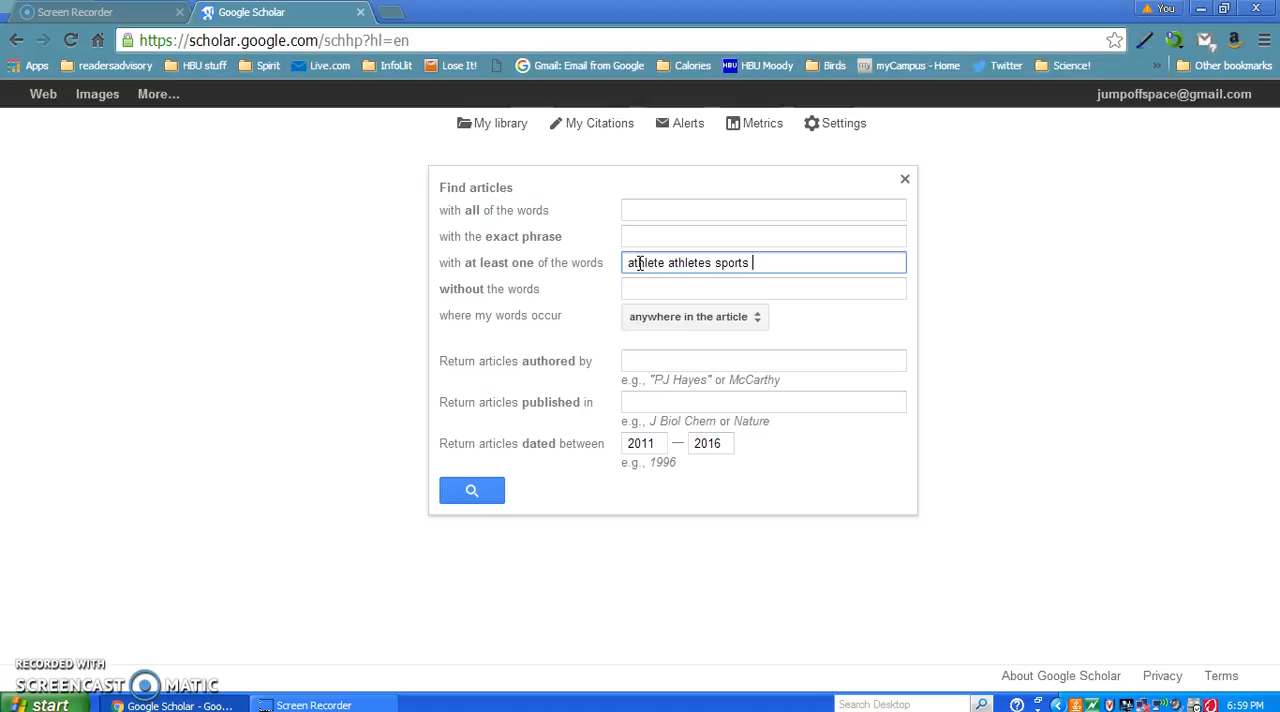 Screen Recorder
Google Scholar
You
https://scholar.google.com/schhp?hl=en
Apps readersadvisory HBU stuff Spirit Live.com InfoLit Lose It! Gmail: Email from Google Calories HBU HBU Moody Birds my myCampus - Home Twitter Science! » Other bookmarks
Web Images More... jumpoffspace@gmail.com
My library My Citations Alerts Metrics Settings
Find articles
with all of the words
with the exact phrase
with at least one of the words athlete athletes sports
without the words
where my words occur anywhere in the article
Return articles authored by
e.g., "PJ Hayes" or McCarthy
Return articles published in
e.g., J Biol Chem or Nature
Return articles dated between 2011 — 2016
e.g., 1996
About Google Scholar Privacy Terms
RECORDED WITH
SCREENCAST MATIC
start Google Scholar - Goo... Screen Recorder Search Desktop 6:59 PM